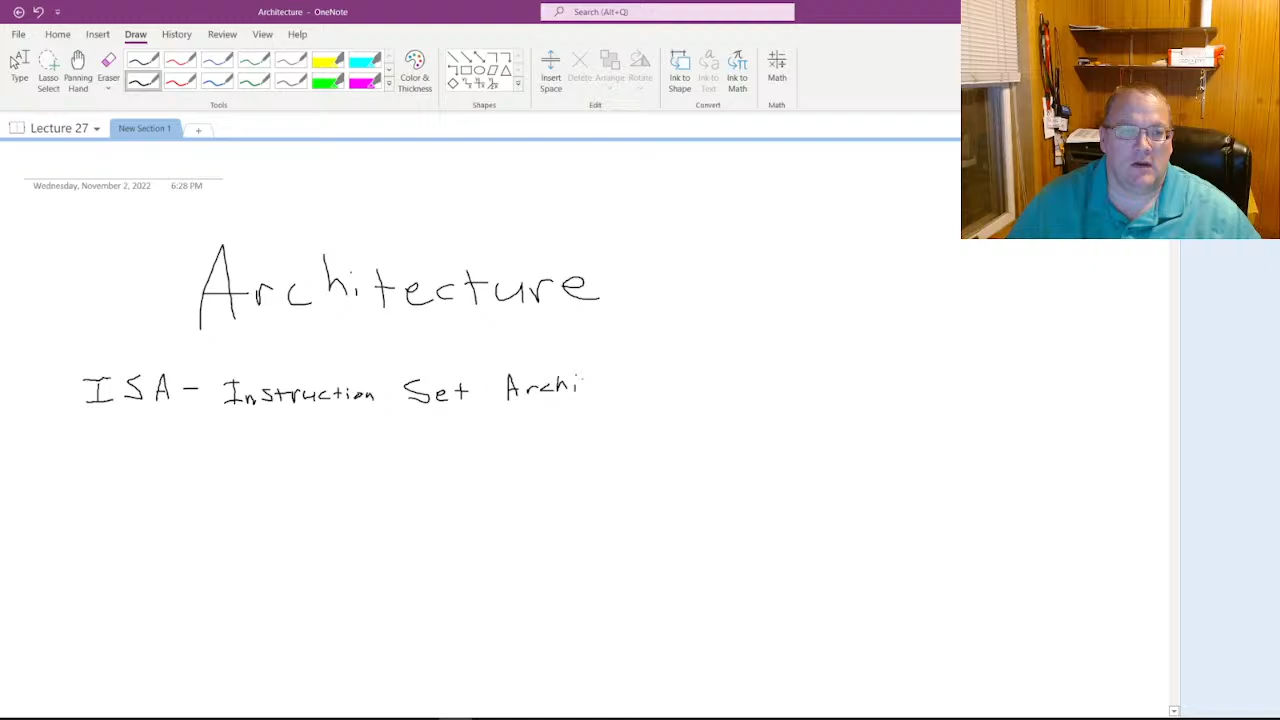 Architecture - OneNote
Search (Alt+Q)
File Home Insert Draw History Review View Help
Type Lasso Select Panning Hand Eraser Color & Thickness Insert Space Delete Arrange Rotate Ink to Shape Ink to Text Ink to Math Math
Tools Shapes Edit Convert Math
Lecture 27 New Section 1 +
Wednesday, November 2, 2022 6:28 PM
Architecture
ISA - Instruction Set Archi